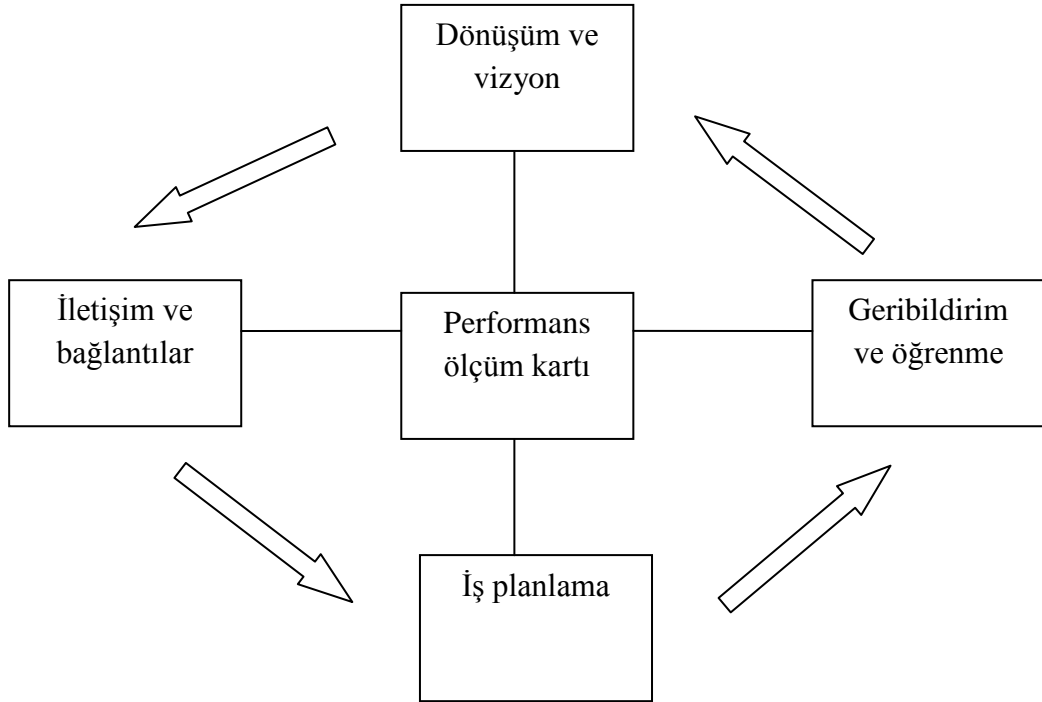 Dönüşüm ve
vizyon
İletişim ve
bağlantılar
Performans
ölçüm kartı
Geribildirim
ve öğrenme
İş planlama